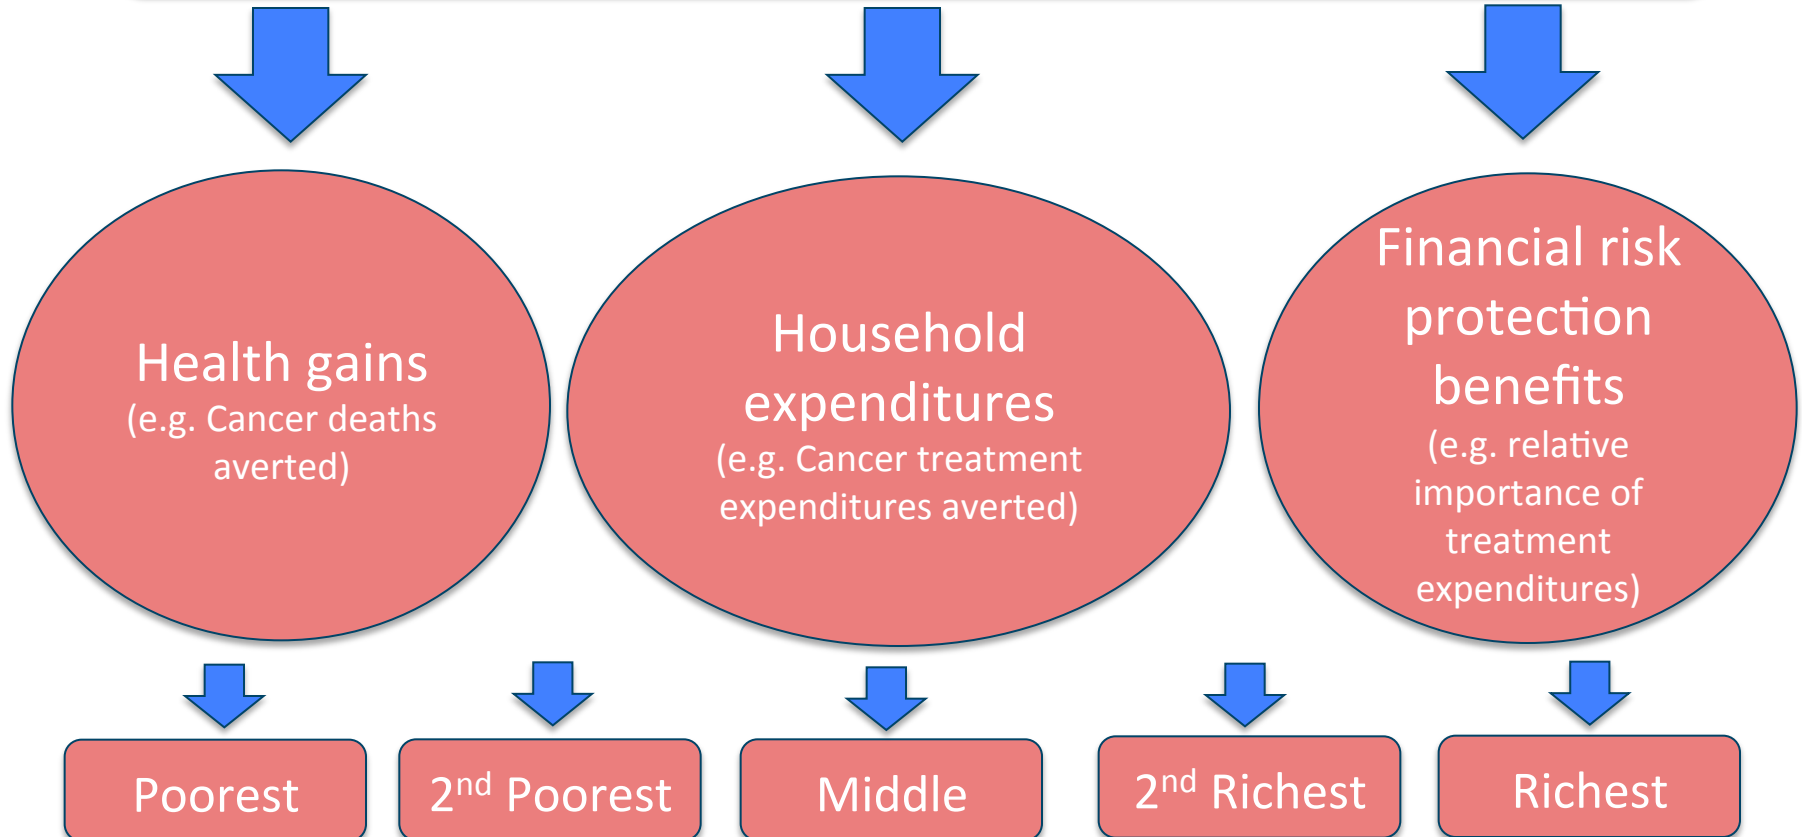 Health gains
(e.g. Cancer deaths
averted)
Household
expenditures
(e.g. Cancer treatment
expenditures averted)
Financial risk
protection
benefits
(e.g. relative
importance of
treatment
expenditures)
Poorest
2nd Poorest
Middle
2nd Richest
Richest